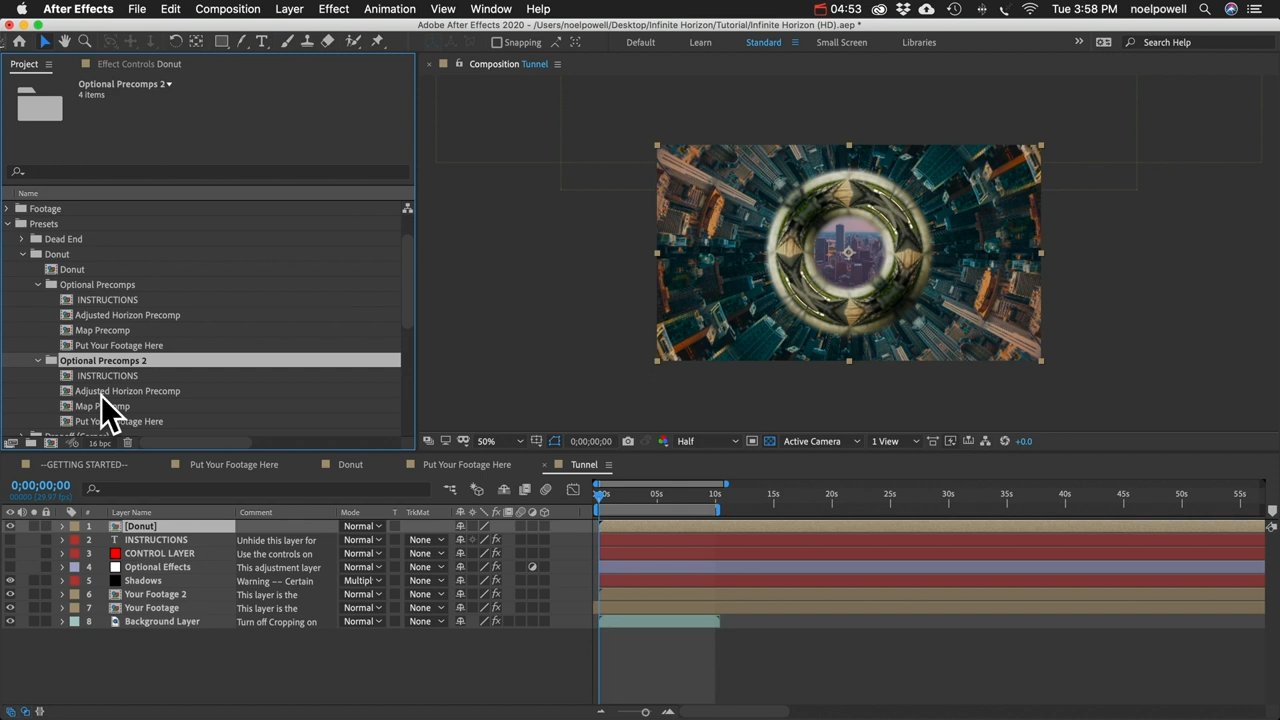 After Effects File Edit Composition Layer Effect Animation View Window Help 04:53 Tue 3:58 PM noelpowell
Adobe After Effects 2020 - /Users/noelpowell/Desktop/Infinite Horizon/Tutorial/Infinite Horizon (HD).aep *
Snapping Default Learn Standard Small Screen Libraries Search Help
Project Effect Controls Donut Composition Tunnel
Optional Precomps 2
4 items
Name
Footage
Presets
Dead End
Donut
Donut
Optional Precomps
INSTRUCTIONS
Adjusted Horizon Precomp
Map Precomp
Put Your Footage Here
Optional Precomps 2
INSTRUCTIONS
Adjusted Horizon Precomp
Map Precomp
Put Your Footage Here
16 bpc 50% 0;00;00;00 Half Active Camera 1 View +0.0
--GETTING STARTED-- Put Your Footage Here Donut Put Your Footage Here Tunnel
0;00;00;00
00000 (29.97 fps)
05s 10s 15s 20s 25s 30s 35s 40s 45s 50s 55s
# Layer Name Comment Mode T TrkMat
1 [Donut] Normal
2 T INSTRUCTIONS Unhide this layer for Normal None
3 CONTROL LAYER Use the controls on Normal None
4 Optional Effects This adjustment layer Normal None
5 Shadows Warning -- Certain Multipl None
6 Your Footage 2 This layer is the Normal None
7 Your Footage This layer is the Normal None
8 Background Layer Turn off Cropping on Normal None